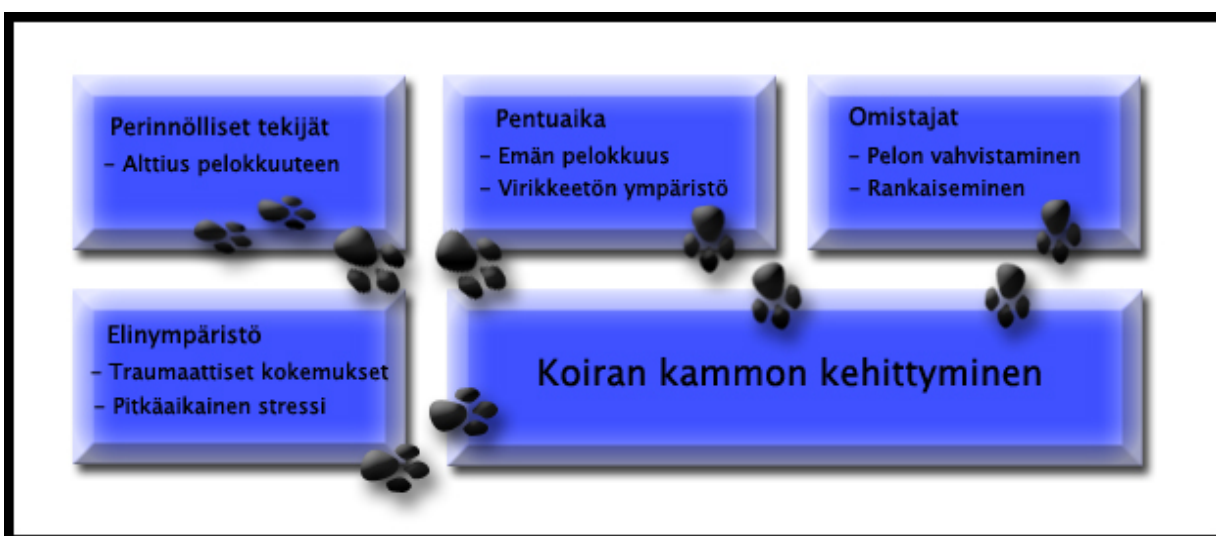 Perinnölliset tekijät
- Alttius pelokkuuteen
Pentuaika
- Emän pelokkuus
- Virikkeetön ympäristö
Omistajat
- Pelon vahvistaminen
- Rankaiseminen
Elinympäristö
- Traumaattiset kokemukset
- Pitkäaikainen stressi
Koiran kammon kehittyminen